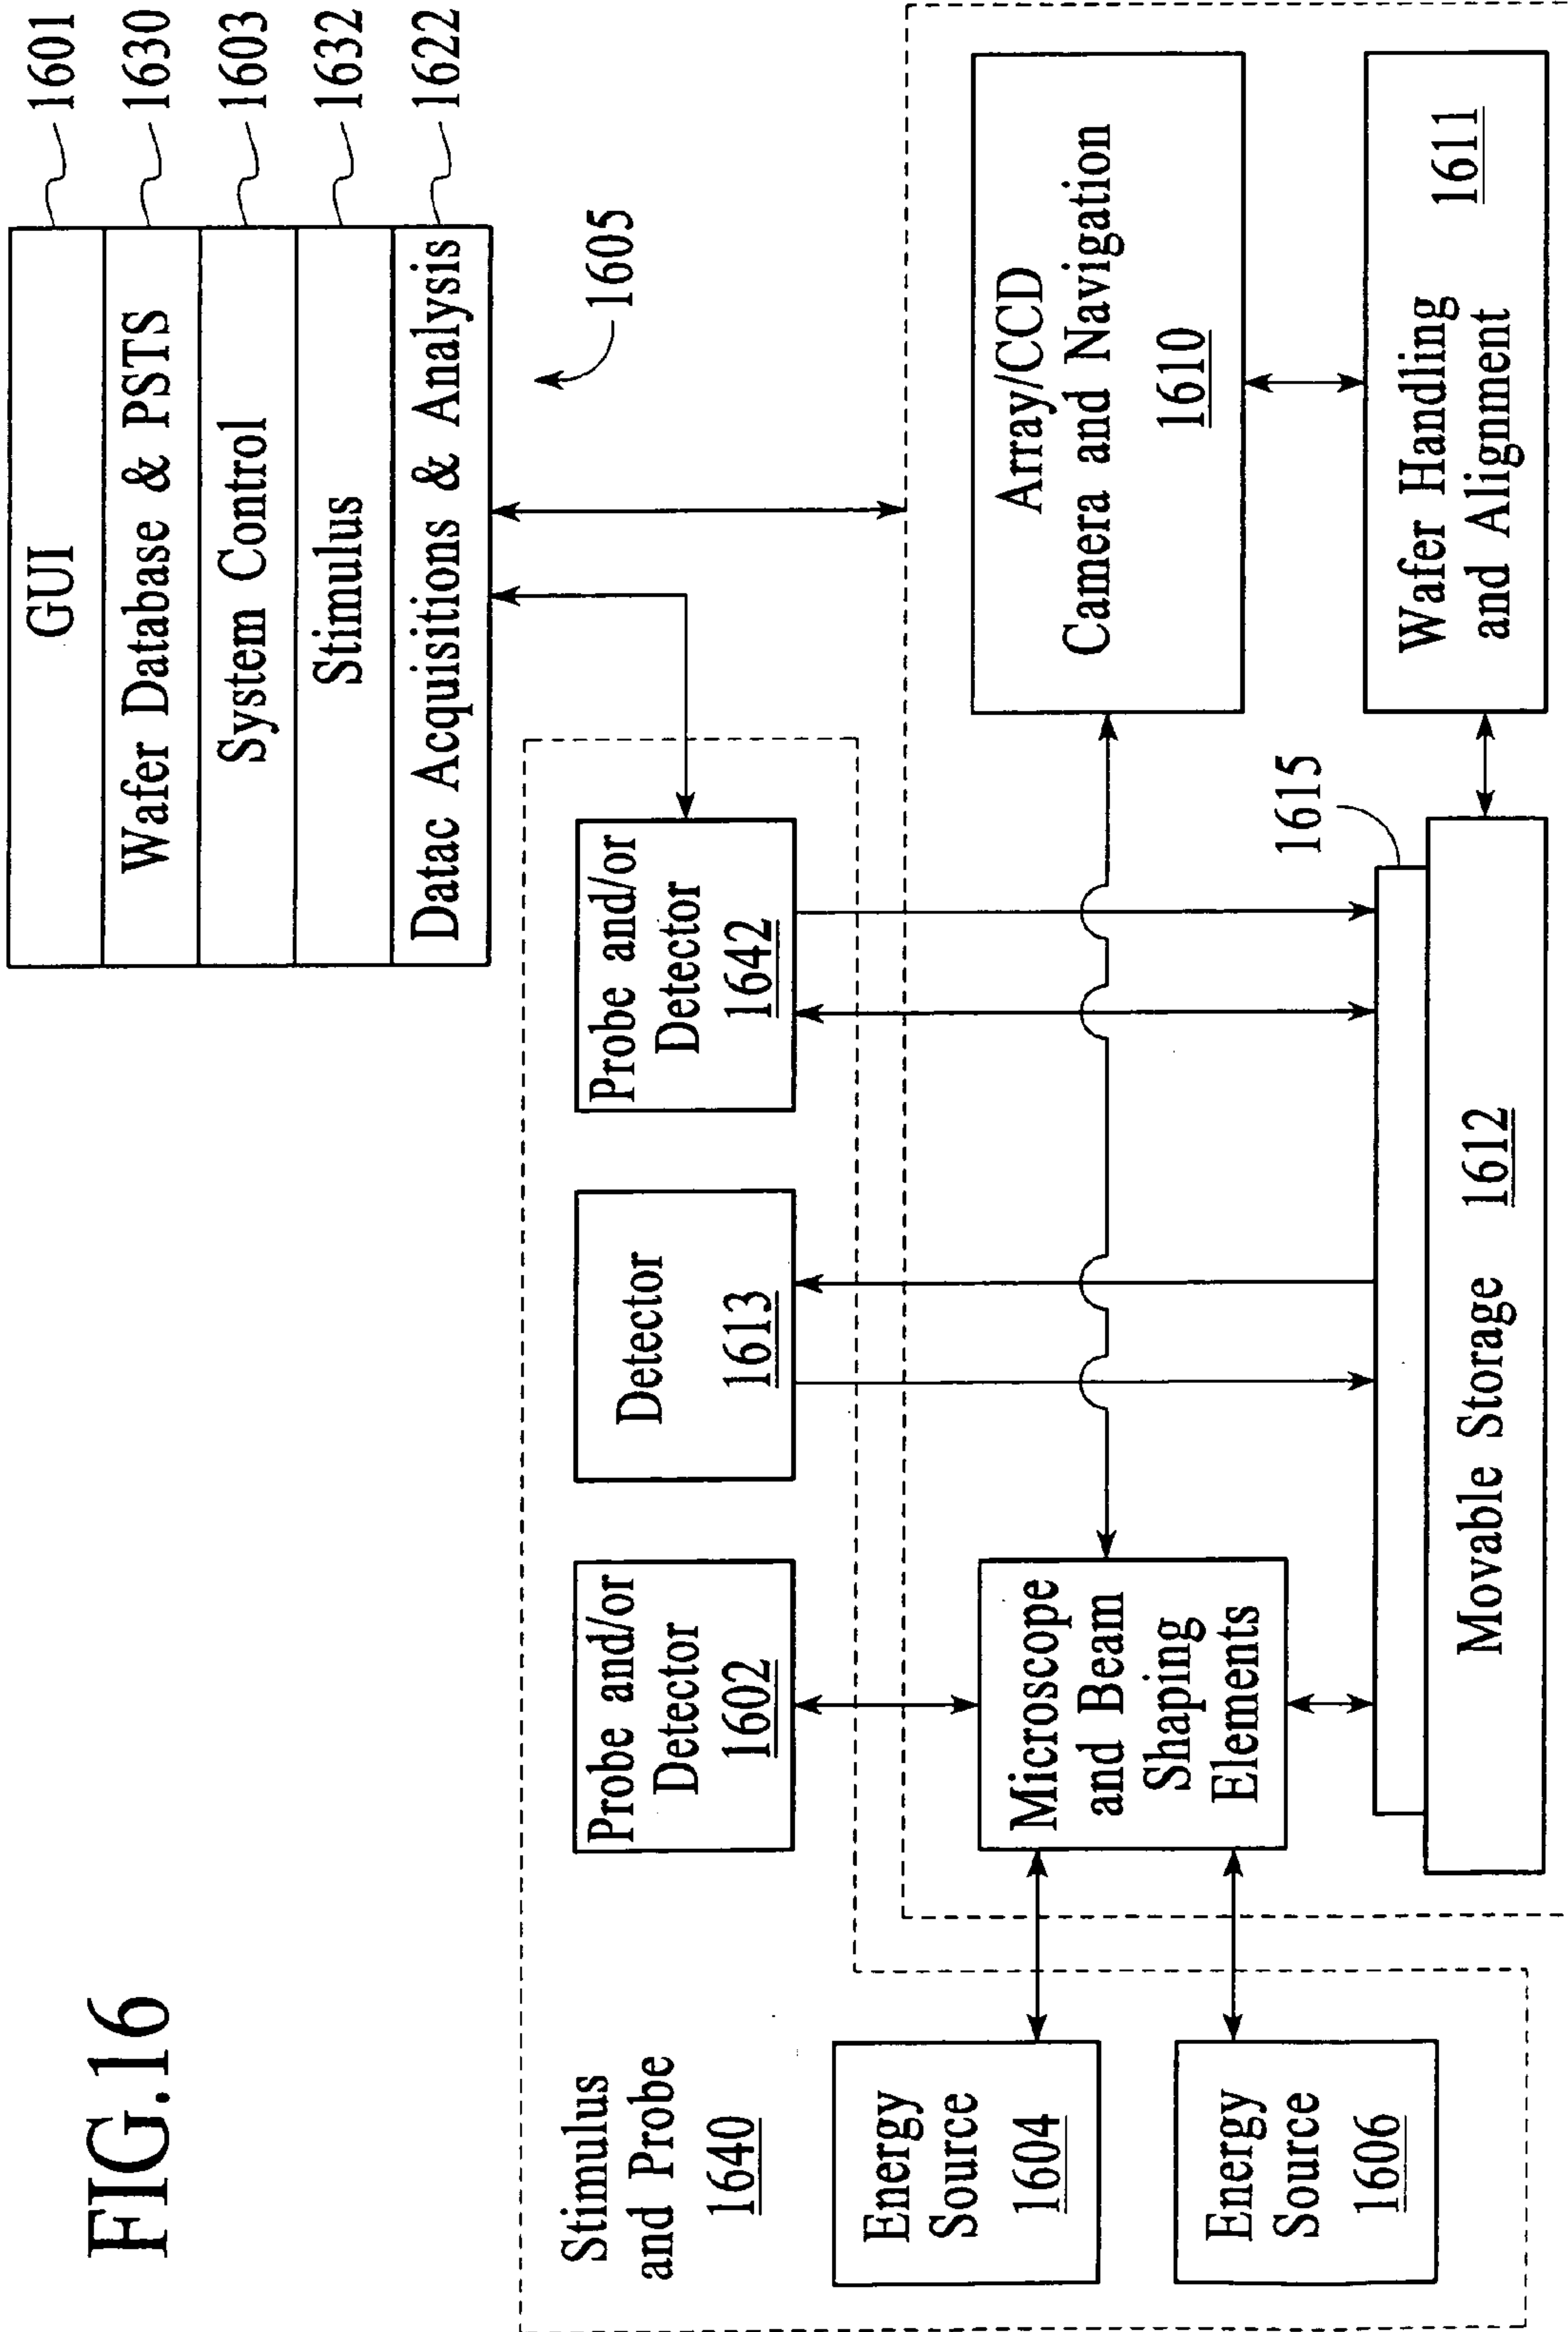 FIG.16
GUI
1601
Wafer Database & PSTS
1630
System Control
1603
Stimulus
1632
Datac Acquisitions & Analysis
1622
1605
Stimulus
and Probe
1640
Probe and/or
Detector
1602
Detector
1613
Probe and/or
Detector
1642
Energy
Source
1604
Energy
Source
1606
Microscope
and Beam
Shaping
Elements
Array/CCD
Camera and Navigation
1610
1615
Movable Storage 1612
Wafer Handling
and Alignment
1611